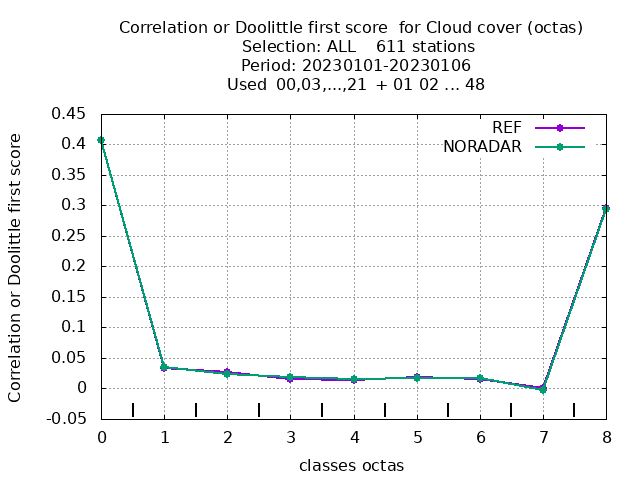 Correlation or Doolittle first score  for Cloud cover (octas)
Selection: ALL    611 stations
Period: 20230101-20230106
Used  00,03,...,21  + 01 02 ... 48
REF
NORADAR
Correlation or Doolittle first score
0.45
0.4
0.35
0.3
0.25
0.2
0.15
0.1
0.05
0
-0.05
0 1 2 3 4 5 6 7 8
classes octas